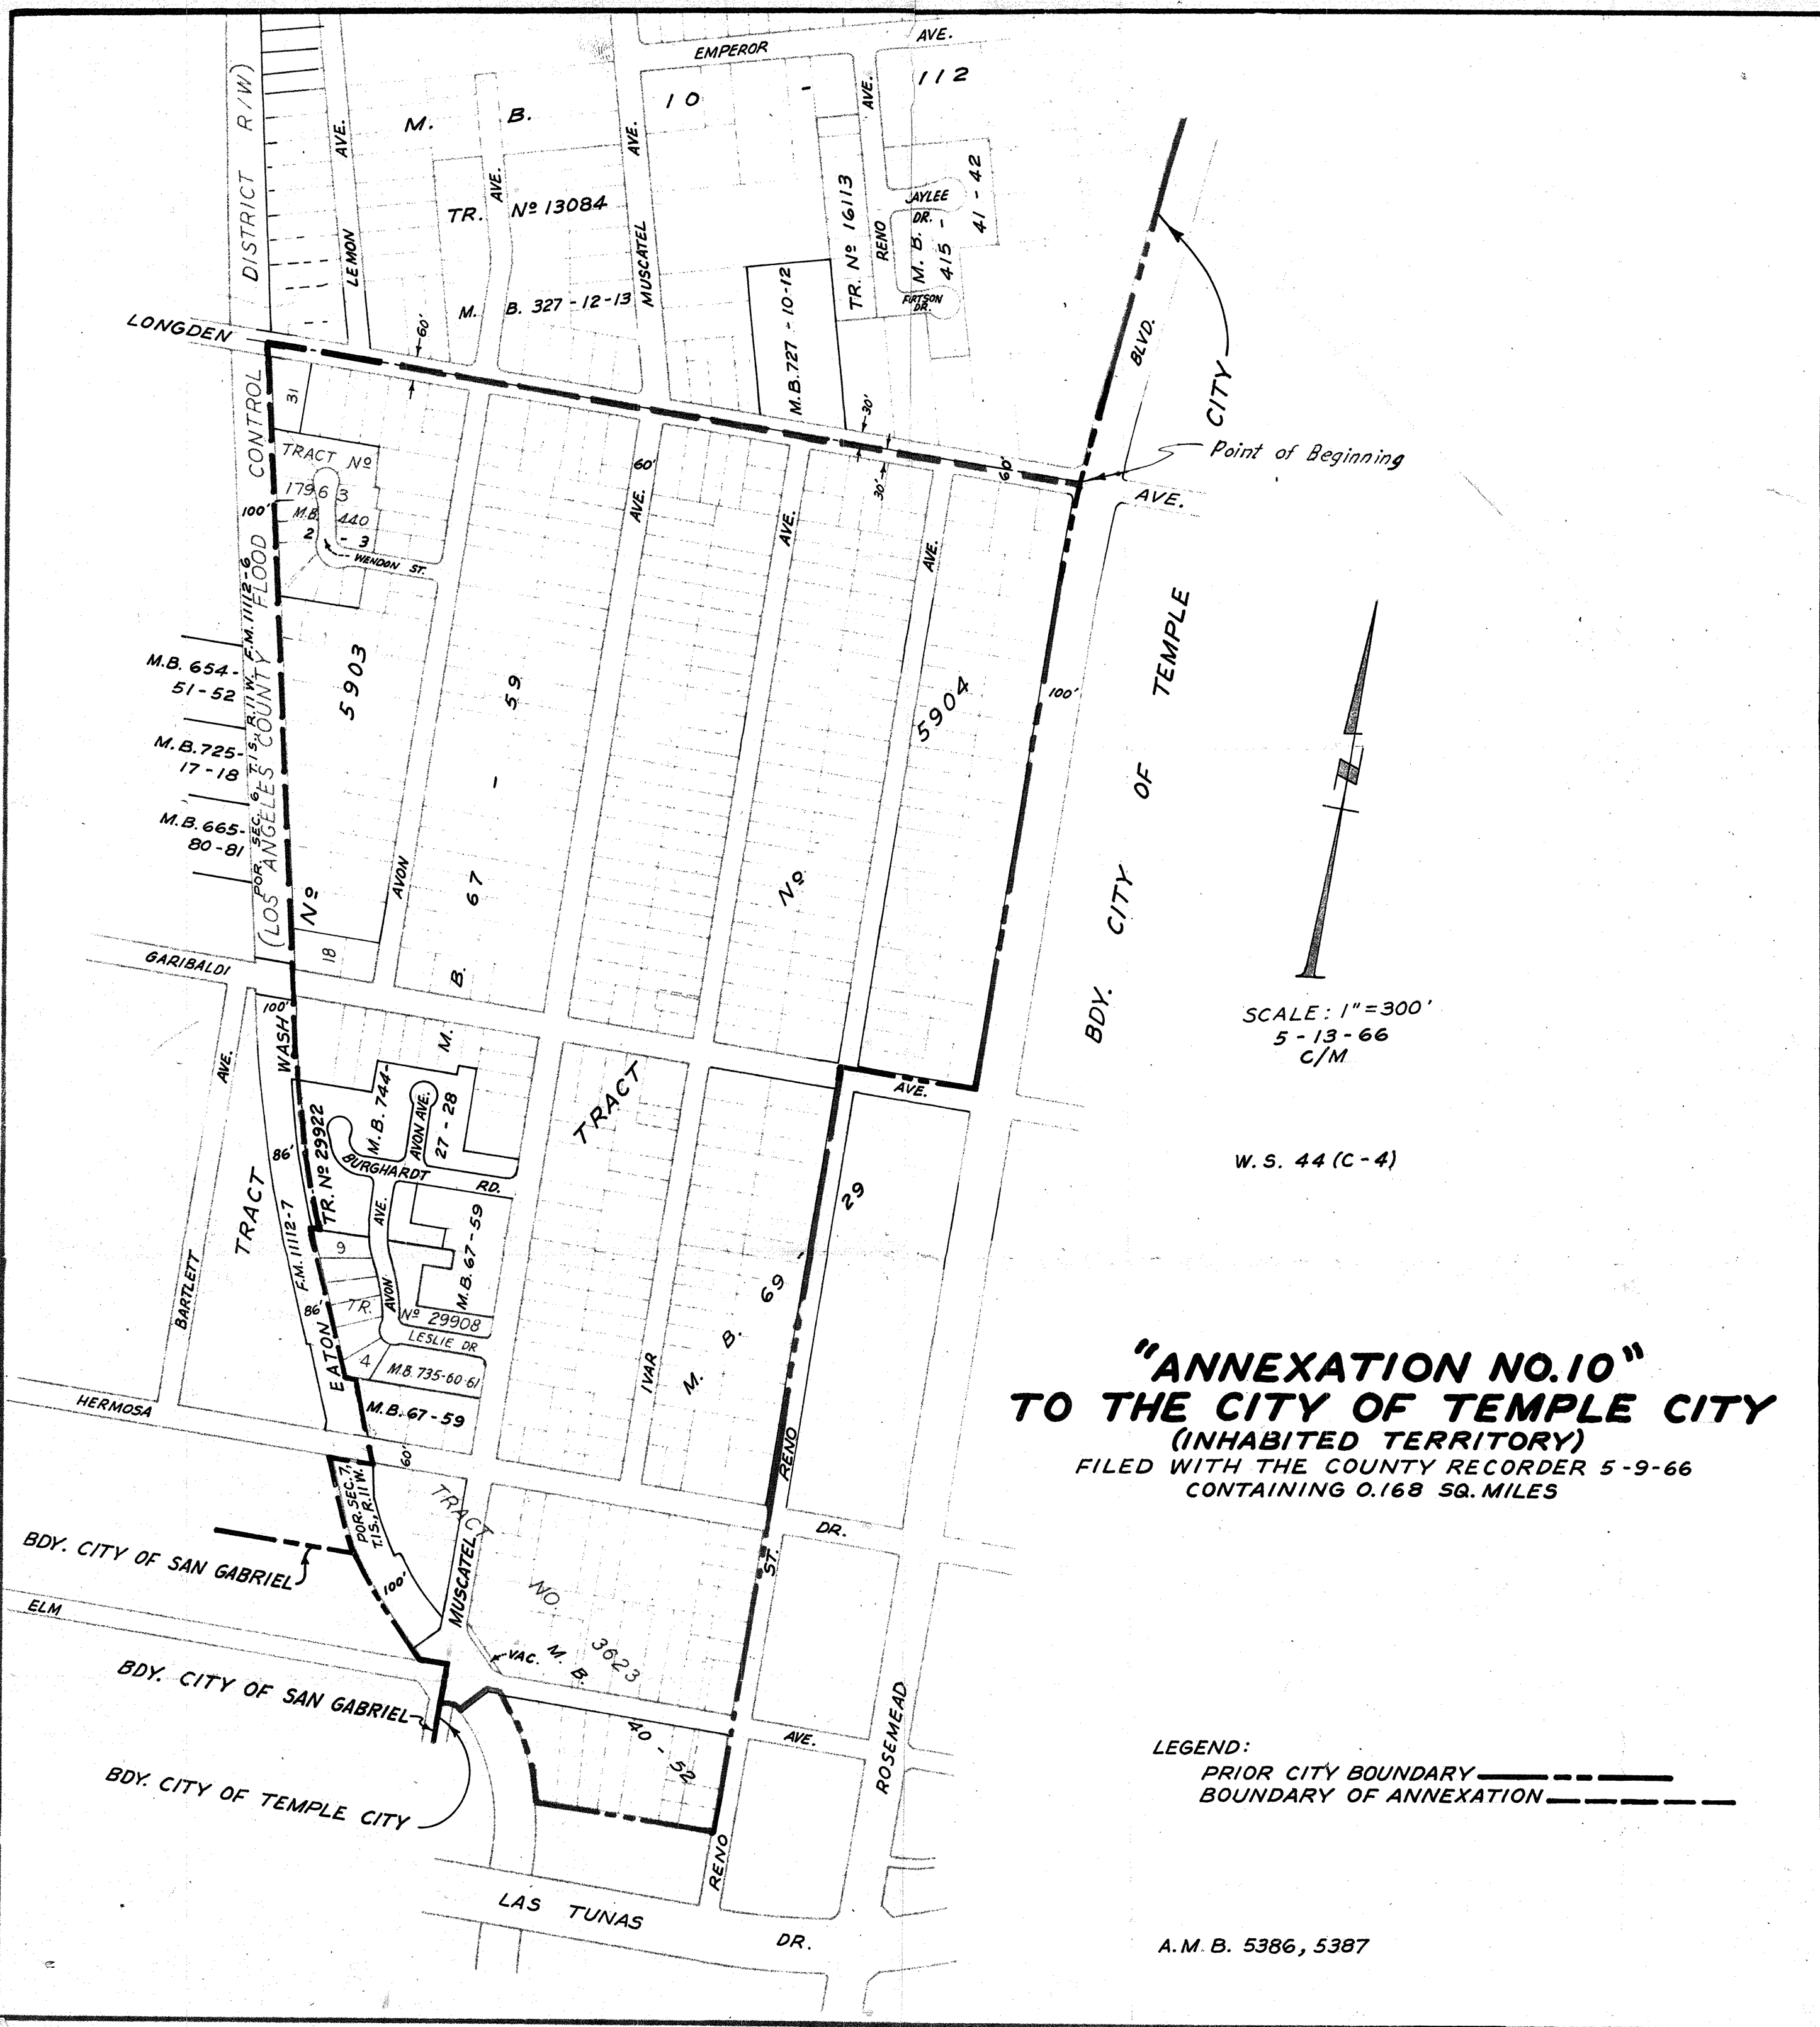 EMPEROR AVE.
112
10 -
M. B.
DISTRICT R/W)
AVE.
LEMON
AVE.
TR. Nº 13084
M. B. 327-12-13
AVE.
MUSCATEL
AVE.
RENO
TR. Nº 16113
JAYLEE
DR.
M. B.
415 -
41 - 42
FIRTSON
DR.
M.B. 727 - 10-12
LONGDEN
60'
30'
30'
60'
60'
BLVD.
CITY
Point of Beginning
AVE.
31
TRACT Nº
17963
M.B. 440
2 - 3
WENDON ST.
100'
(LOS ANGELES COUNTY FLOOD CONTROL
POR. SEC. 6, T.1S., R.11W. F.M. 11112-6
AVE.
AVE.
AVE.
M.B. 654-
51-52
M.B. 725-
17-18
M.B. 665-
80-81
Nº 5903
AVON
M. B. 67 - 59
Nº 5904
100'
BDY. CITY OF TEMPLE
18
GARIBALDI
AVE.
100'
WASH
AVE.
BARTLETT
TRACT
86'
F.M. 11112-7
86'
EATON
TR. Nº 29922
M.B. 744-
27-28
AVON AVE.
BURGHARDT RD.
AVE.
AVON
M.B. 67-59
9
TR. Nº 29908
LESLIE DR
4
M.B. 735-60-61
M.B. 67-59
TRACT
IVAR
M. B. 69 - 29
RENO
ST.
HERMOSA
60'
DR.
POR. SEC. 7,
T.1S., R.11W.
TRACT
NO. 3623
M. B.
40 - 52
MUSCATEL
100'
VAC.
BDY. CITY OF SAN GABRIEL
ELM
AVE.
BDY. CITY OF SAN GABRIEL
BDY. CITY OF TEMPLE CITY
ROSEMEAD
RENO
LAS TUNAS
DR.
SCALE: 1"=300'
5-13-66
C/M
W.S. 44 (C-4)
"ANNEXATION NO. 10"
TO THE CITY OF TEMPLE CITY
(INHABITED TERRITORY)
FILED WITH THE COUNTY RECORDER 5-9-66
CONTAINING 0.168 SQ. MILES
LEGEND:
PRIOR CITY BOUNDARY
BOUNDARY OF ANNEXATION
A.M.B. 5386, 5387